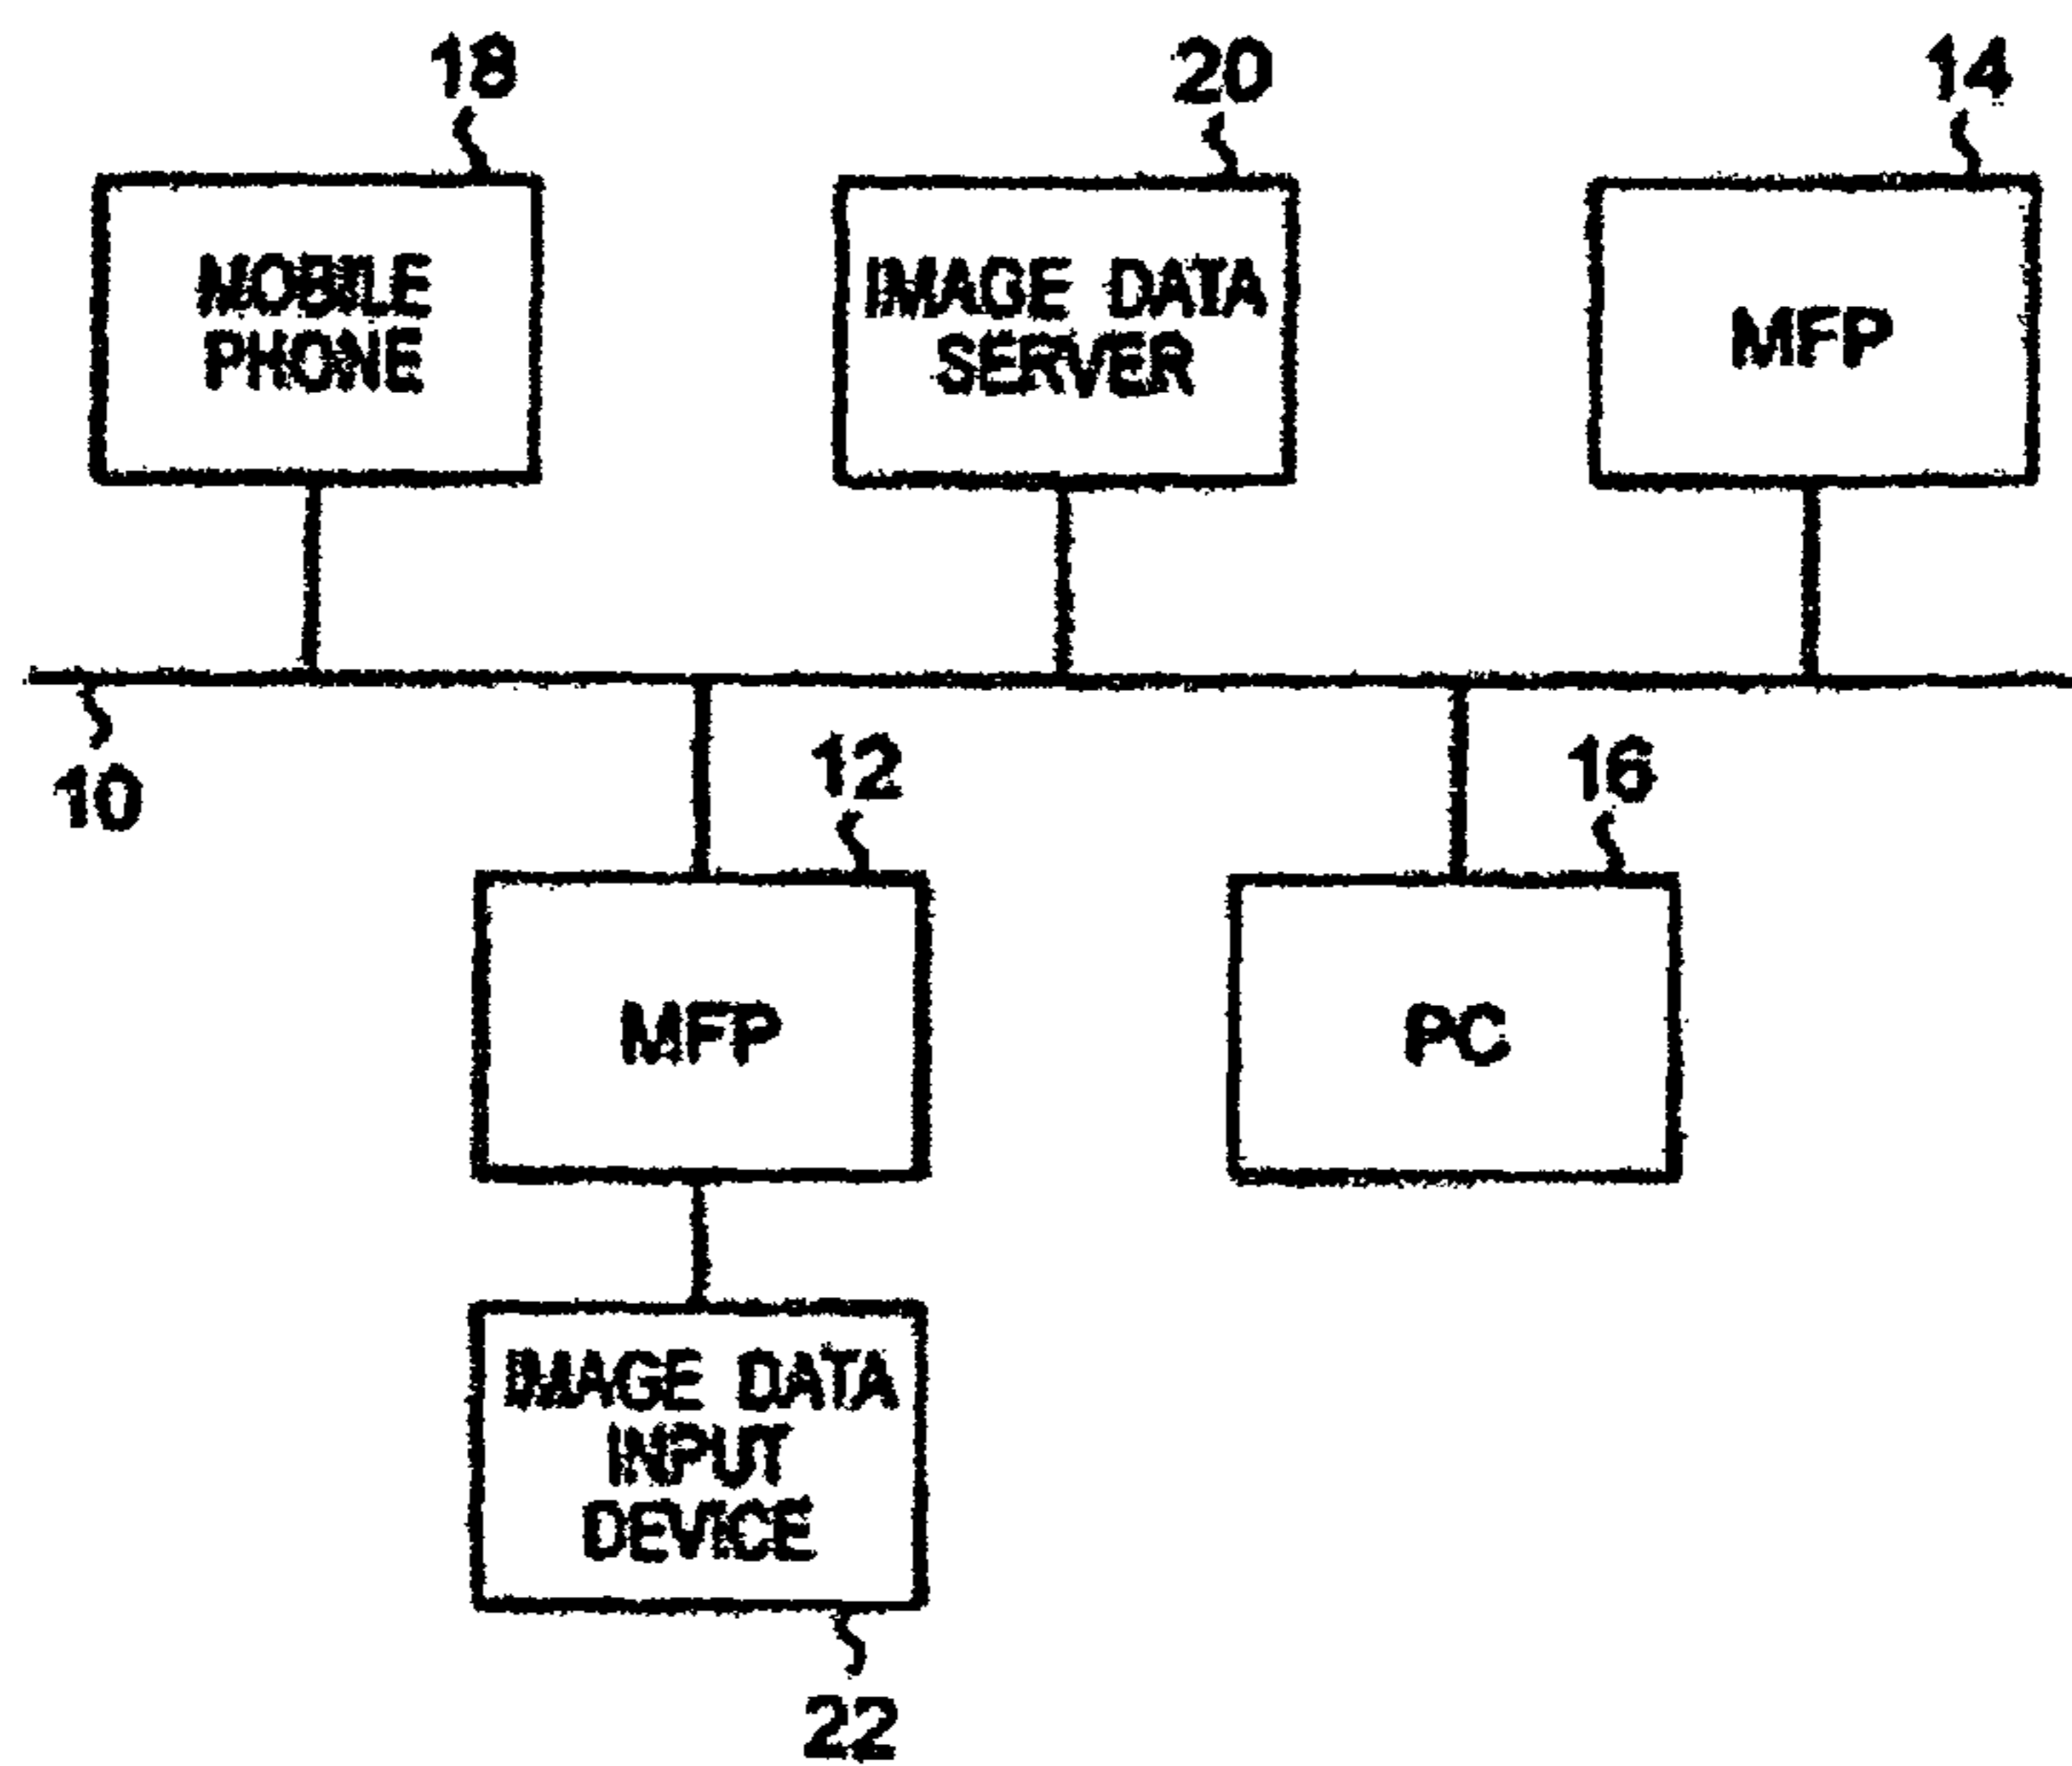 18
20
14
MOBILE
PHONE
IMAGE DATA
SERVER
MFP
10
12
16
MFP
PC
IMAGE DATA
INPUT
DEVICE
22